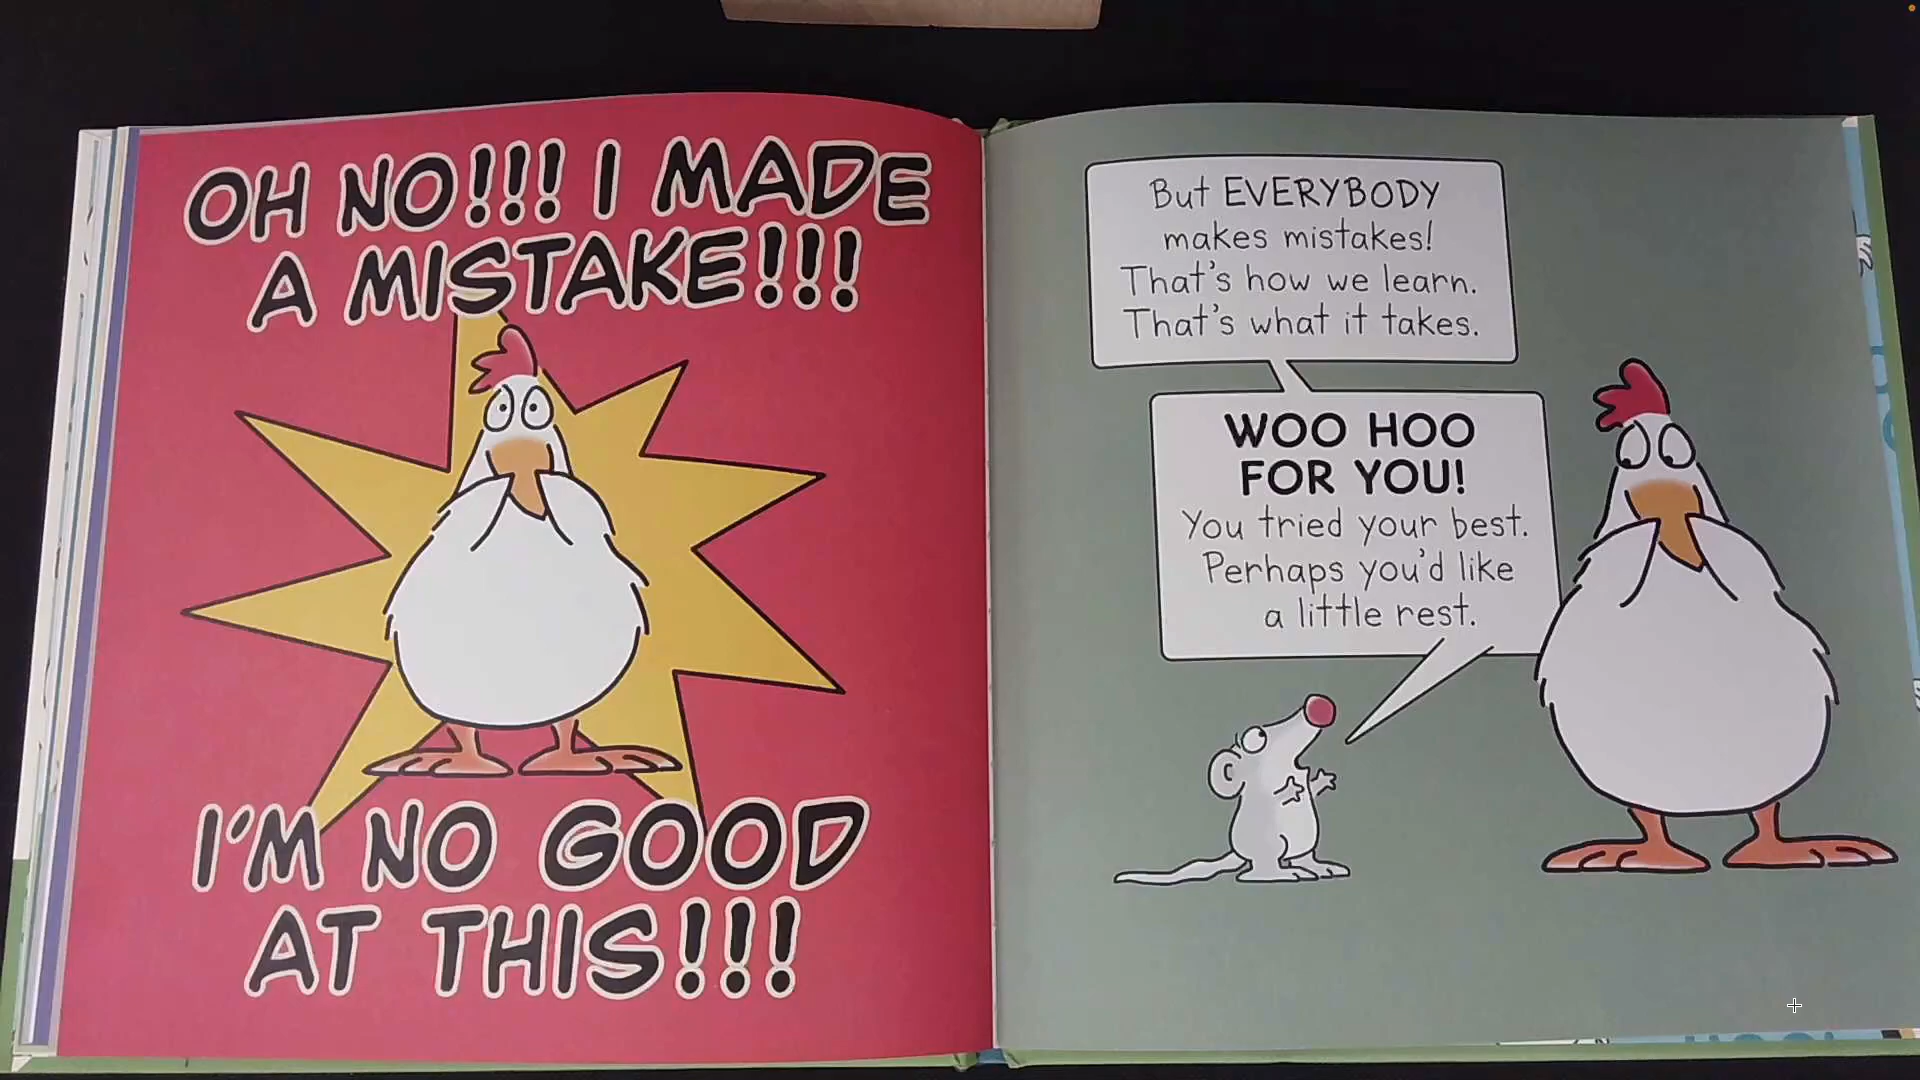 OH NO!!! I MADE
A MISTAKE!!!
I'M NO GOOD
AT THIS!!!
But EVERYBODY
makes mistakes!
That's how we learn.
That's what it takes.
WOO HOO
FOR YOU!
You tried your best.
Perhaps you'd like
a little rest.